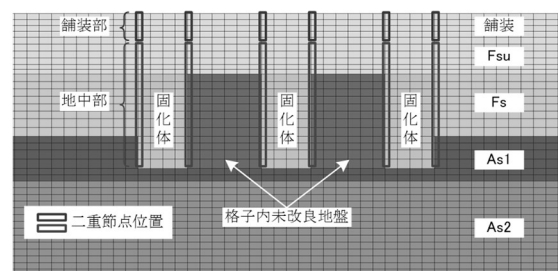 舗装部
舗装
Fsu
地中部
固化体
固化体
固化体
Fs
As1
格子内未改良地盤
二重節点位置
As2